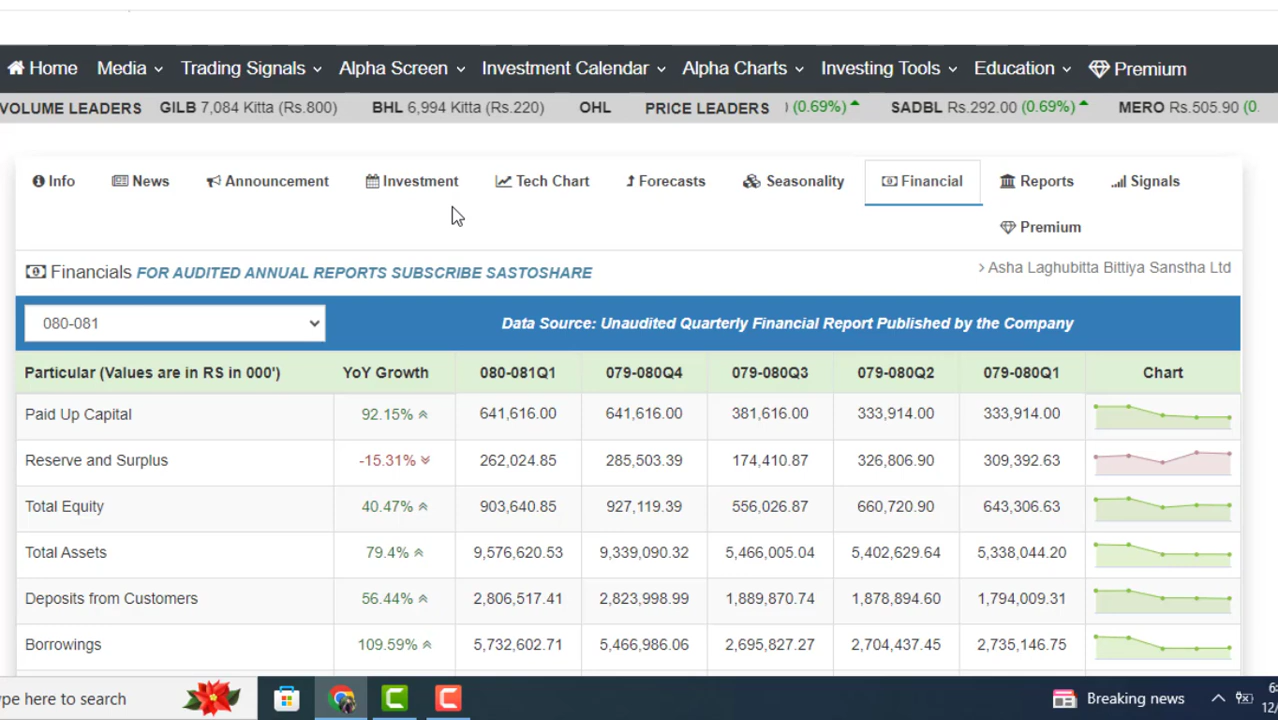 Home Media Trading Signals Alpha Screen Investment Calendar Alpha Charts Investing Tools Education Premium
VOLUME LEADERS GILB 7,084 Kitta (Rs.800) BHL 6,994 Kitta (Rs.220) OHL PRICE LEADERS ) (0.69%) SADBL Rs.292.00 (0.69%) MERO Rs.505.90 (0.
Info News Announcement Investment Tech Chart Forecasts Seasonality Financial Reports Signals
Premium
Financials FOR AUDITED ANNUAL REPORTS SUBSCRIBE SASTOSHARE > Asha Laghubitta Bittiya Sanstha Ltd
080-081 Data Source: Unaudited Quarterly Financial Report Published by the Company
Particular (Values are in RS in 000') YoY Growth 080-081Q1 079-080Q4 079-080Q3 079-080Q2 079-080Q1 Chart
Paid Up Capital 92.15% 641,616.00 641,616.00 381,616.00 333,914.00 333,914.00
Reserve and Surplus -15.31% 262,024.85 285,503.39 174,410.87 326,806.90 309,392.63
Total Equity 40.47% 903,640.85 927,119.39 556,026.87 660,720.90 643,306.63
Total Assets 79.4% 9,576,620.53 9,339,090.32 5,466,005.04 5,402,629.64 5,338,044.20
Deposits from Customers 56.44% 2,806,517.41 2,823,998.99 1,889,870.74 1,878,894.60 1,794,009.31
Borrowings 109.59% 5,732,602.71 5,466,986.06 2,695,827.27 2,704,437.45 2,735,146.75
ype here to search Breaking news 6:
12/